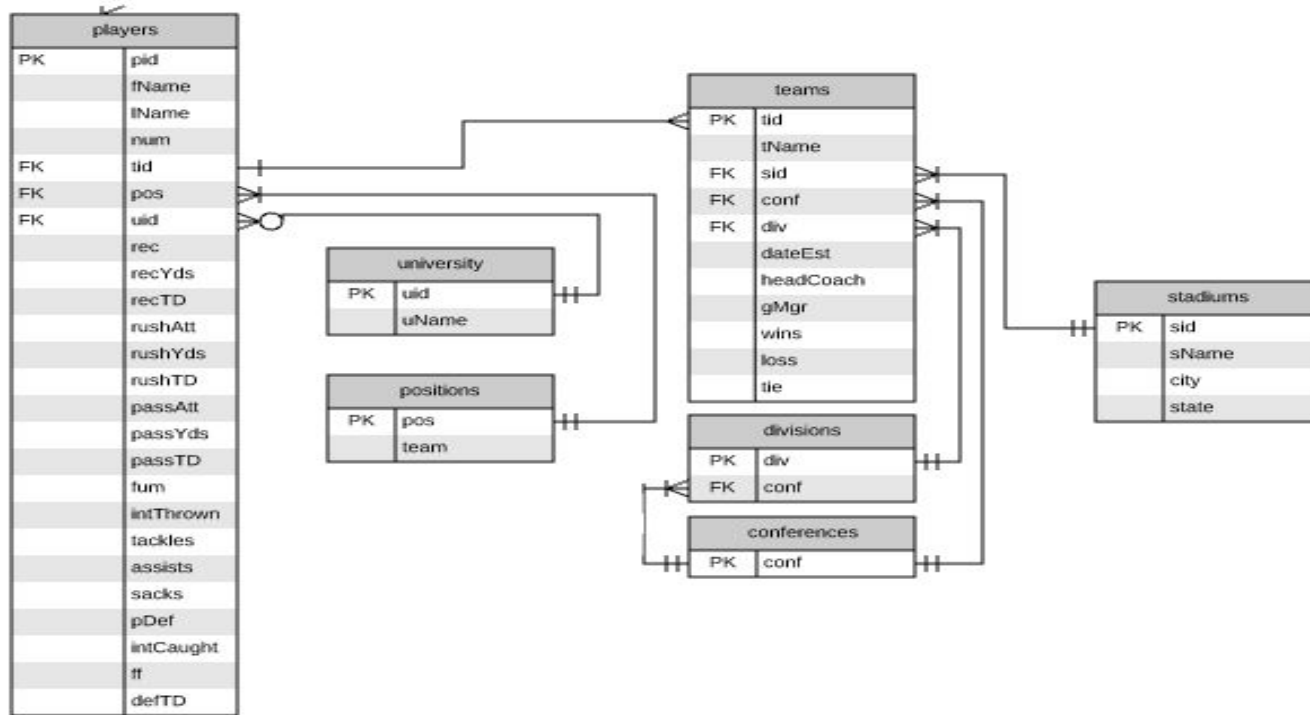 players
PK pid
fName
lName
num
FK tid
FK pos
FK uid
rec
recYds
recTD
rushAtt
rushYds
rushTD
passAtt
passYds
passTD
fum
intThrown
tackles
assists
sacks
pDef
intCaught
ff
defTD
university
PK uid
uName
positions
PK pos
team
teams
PK tid
tName
FK sid
FK conf
FK div
dateEst
headCoach
gMgr
wins
loss
tie
divisions
PK div
FK conf
conferences
PK conf
stadiums
PK sid
sName
city
state